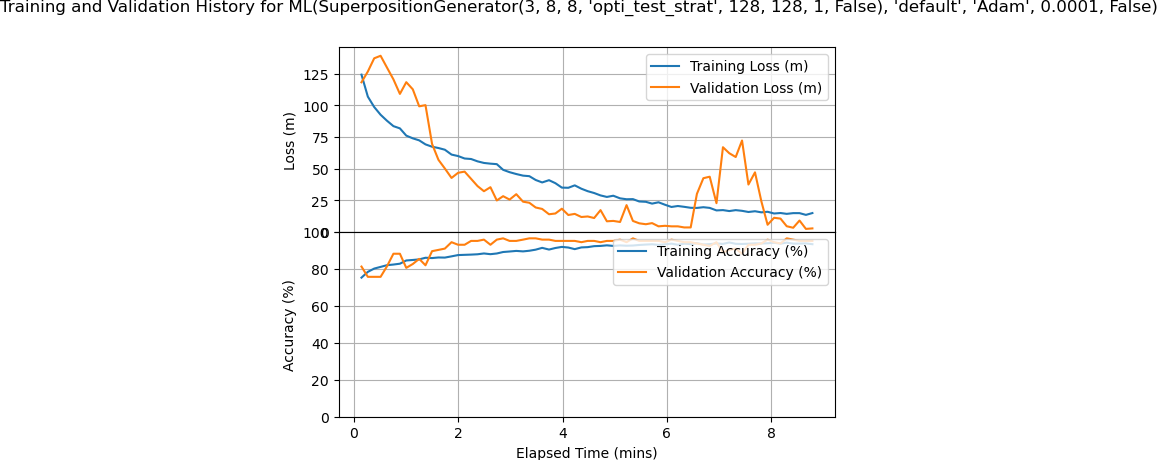 Training and Validation History for ML(SuperpositionGenerator(3, 8, 8, 'opti_test_strat', 128, 128, 1, False), 'default', 'Adam', 0.0001, False)
Training Loss (m)
Validation Loss (m)
125
100
75
50
25
0
Loss (m)
100
80
60
40
20
0
Accuracy (%)
Training Accuracy (%)
Validation Accuracy (%)
0 2 4 6 8
Elapsed Time (mins)